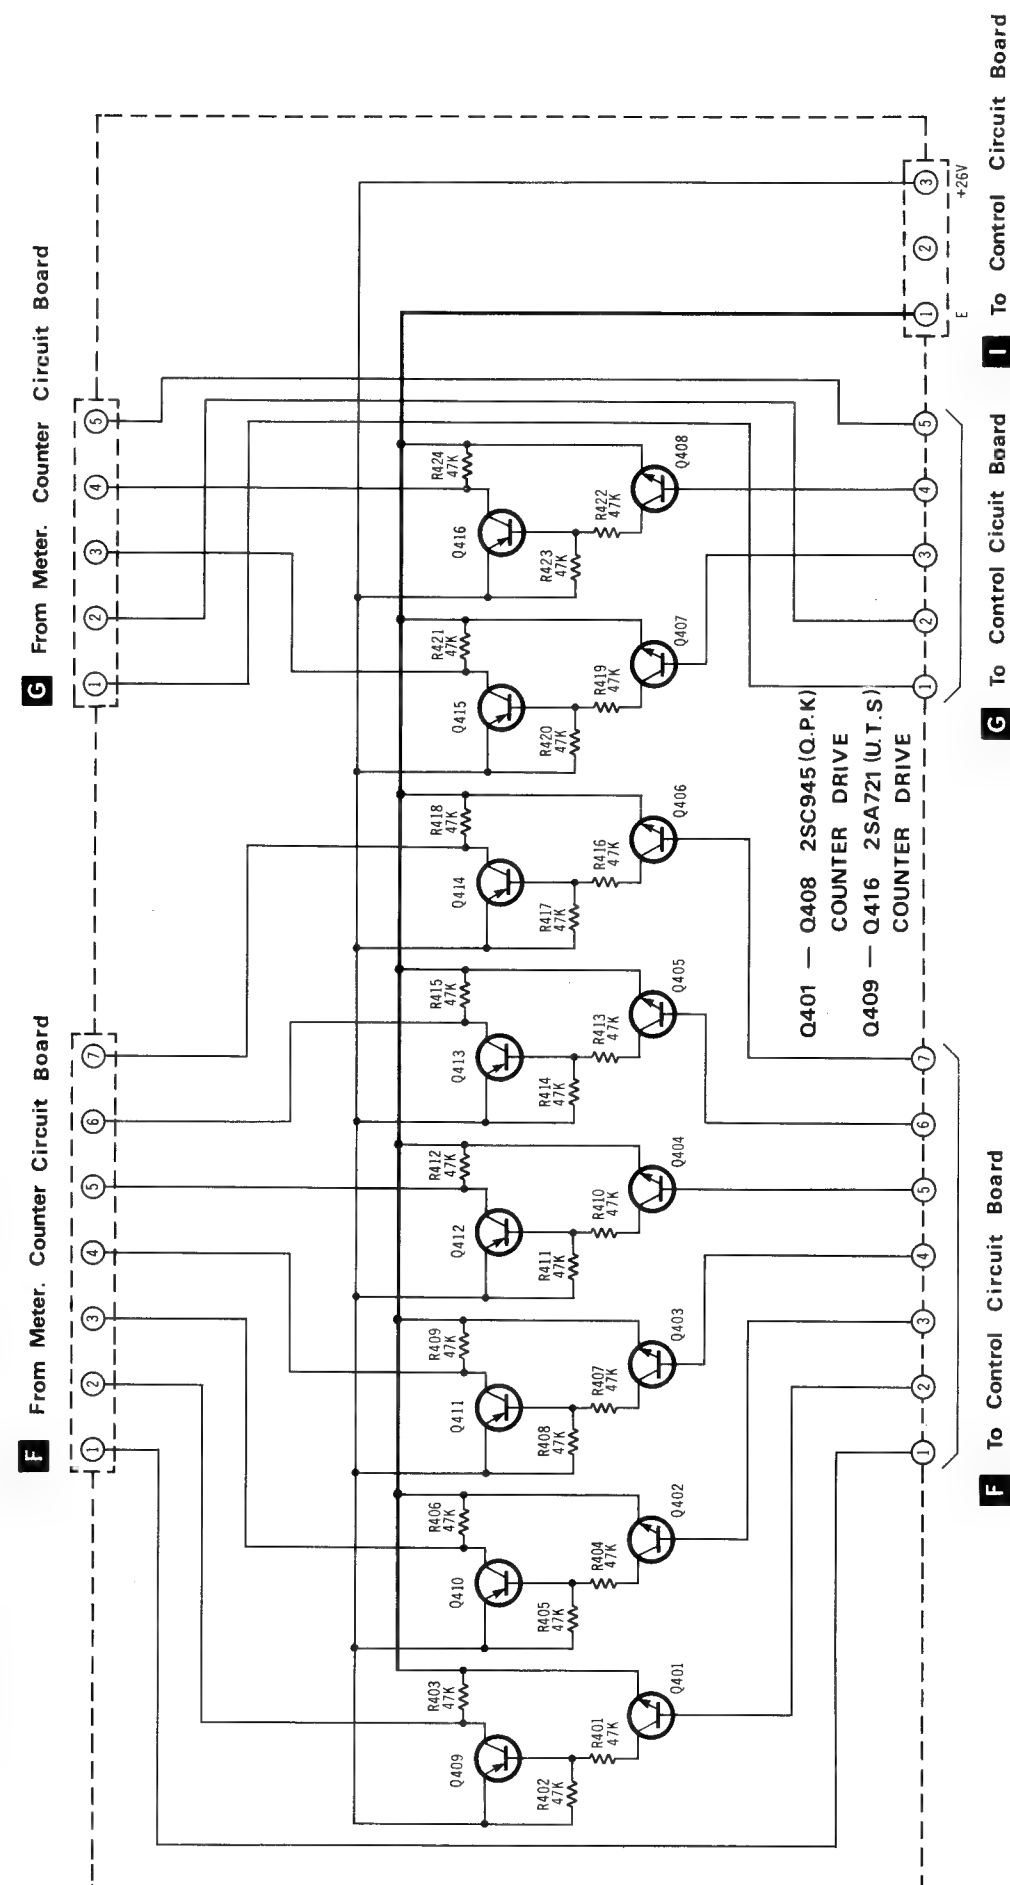 F From Meter. Counter Circuit Board
1
2
3
4
5
6
7
G From Meter. Counter Circuit Board
1
2
3
4
5
Q409
R403
47K
R402
47K
R401
47K
Q401
Q410
R406
47K
R405
47K
R404
47K
Q402
Q411
R409
47K
R408
47K
R407
47K
Q403
Q412
R412
47K
R411
47K
R410
47K
Q404
Q413
R415
47K
R414
47K
R413
47K
Q405
Q414
R418
47K
R417
47K
R416
47K
Q406
Q415
R421
47K
R420
47K
R419
47K
Q407
Q416
R424
47K
R423
47K
R422
47K
Q408
Q401 — Q408 2SC945 (Q.P.K)
COUNTER DRIVE
Q409 — Q416 2SA721 (U.T.S)
COUNTER DRIVE
1
2
3
4
5
6
7
F To Control Circuit Board
1
2
3
4
5
G To Control Cicuit Board
1
2
3
E
+26V
I To Control Circuit Board